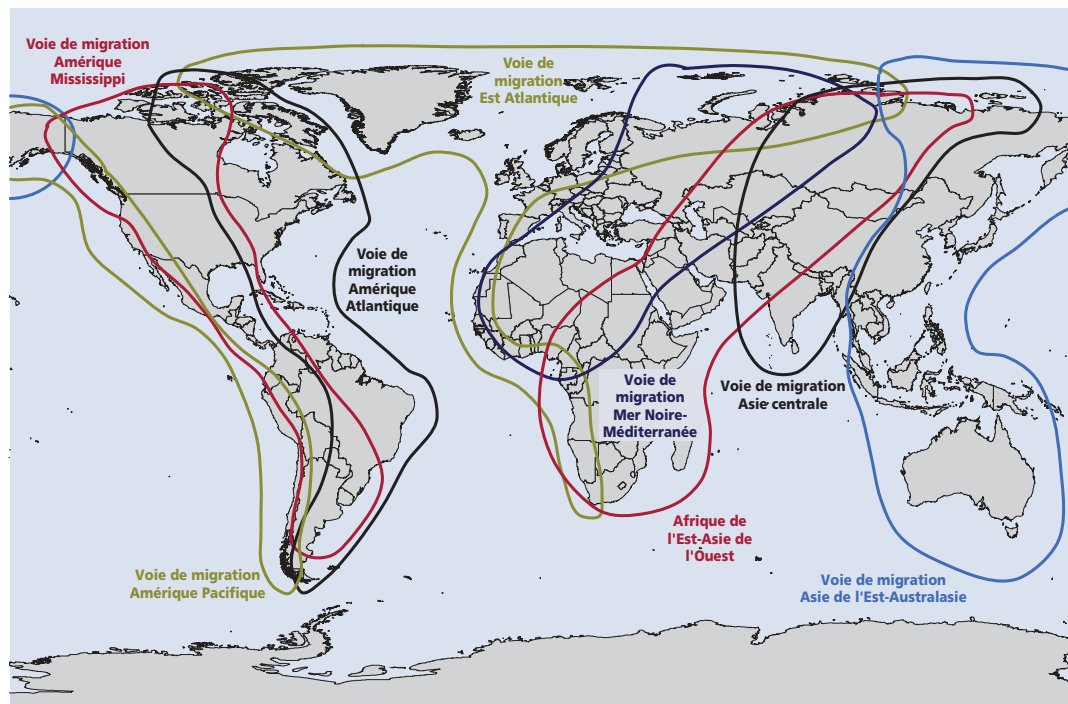 Voie de migration
Amérique
Mississippi
Voie de
migration
Est Atlantique
Voie de
migration
Amérique
Atlantique
Voie de
migration
Mer Noire-
Méditerranée
Voie de migration
Asie centrale
Afrique de
l'Est-Asie de
l'Òuest
Voie de migration
Amérique Pacifique
Voie de migration
Asie de l'Est-Australasie